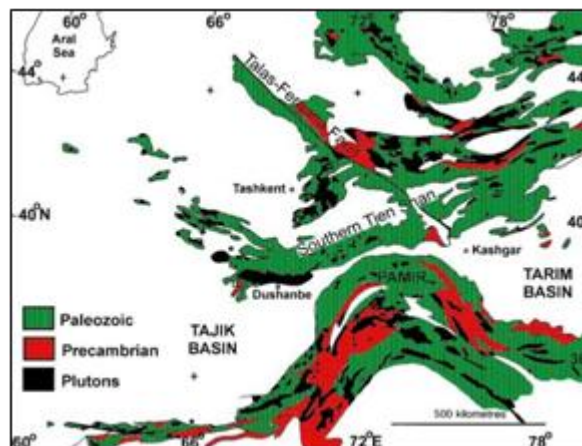 60° 66° 72°E 78°
Aral
Sea
44° 44
Talas-Fergana Fault
Tashkent
40° 40
Southern Tien Shan
Kashgar
PAMIR
Dushanbe
TARIM
BASIN
Paleozoic
Precambrian
Plutons
TAJIK
BASIN
500 kilometres
60° 66° 72°E 78°